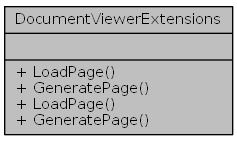 DocumentViewerExtensions
+ LoadPage()
+ GeneratePage()
+ LoadPage()
+ GeneratePage()